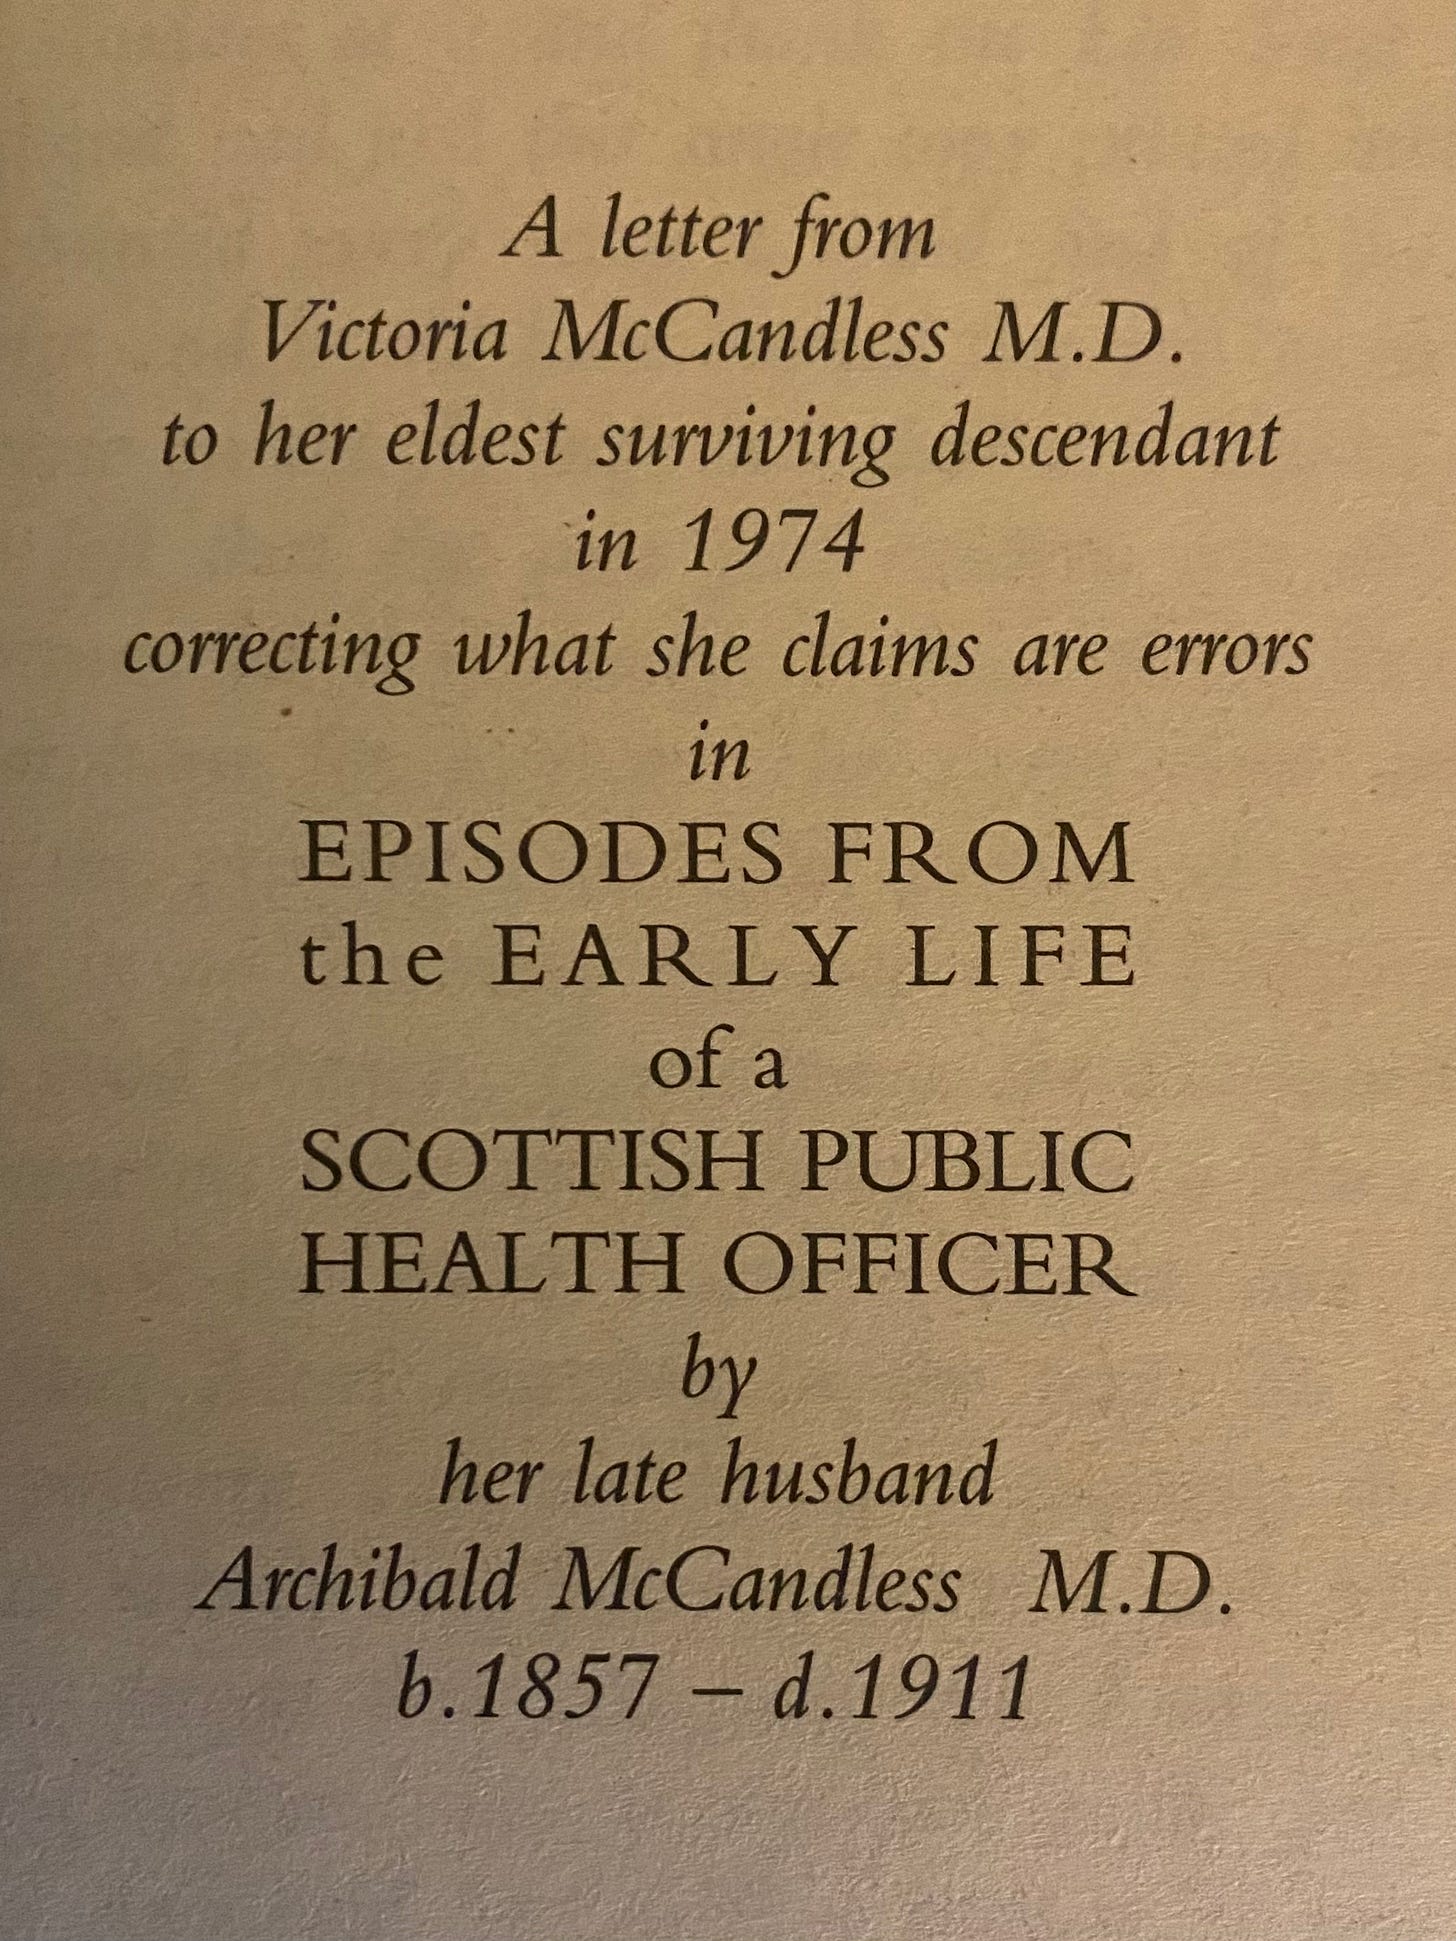 A letter from
Victoria McCandless M.D.
to her eldest surviving descendant
in 1974
correcting what she claims are errors
in
EPISODES FROM
the EARLY LIFE
of a
SCOTTISH PUBLIC
HEALTH OFFICER
by
her late husband
Archibald McCandless M.D.
b.1857 – d.1911